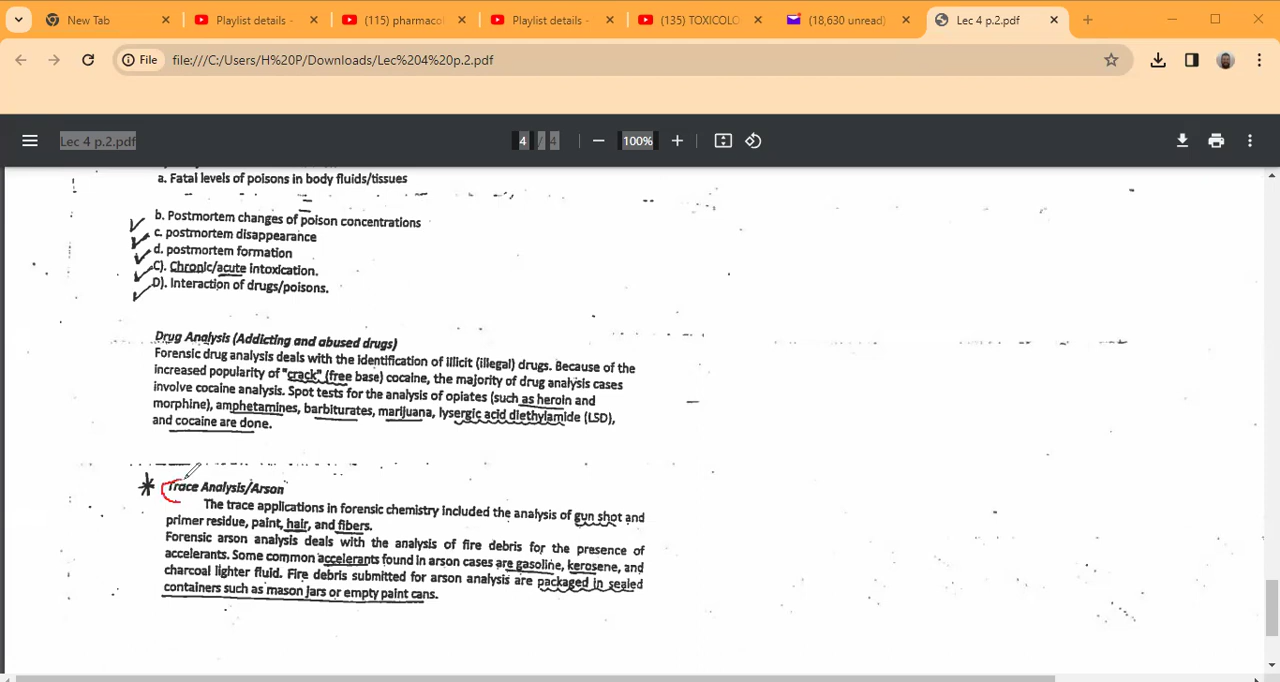 New Tab
Playlist details -
(115) pharmacol
Playlist details -
(135) TOXICOLO
(18,630 unread)
Lec 4 p.2.pdf
File
file:///C:/Users/H%20P/Downloads/Lec%204%20p.2.pdf
Lec 4 p.2.pdf
4 / 4
100%
a. Fatal levels of poisons in body fluids/tissues
b. Postmortem changes of poison concentrations
c. postmortem disappearance
d. postmortem formation
C). Chronic/acute intoxication.
D). Interaction of drugs/poisons.
Drug Analysis (Addicting and abused drugs)
Forensic drug analysis deals with the identification of illicit (illegal) drugs. Because of the
increased popularity of "crack" (free base) cocaine, the majority of drug analysis cases
involve cocaine analysis. Spot tests for the analysis of opiates (such as heroin and
morphine), amphetamines, barbiturates, marijuana, lysergic acid diethylamide (LSD),
and cocaine are done.
Trace Analysis/Arson
The trace applications in forensic chemistry included the analysis of gun shot and
primer residue, paint, hair, and fibers.
Forensic arson analysis deals with the analysis of fire debris for the presence of
accelerants. Some common accelerants found in arson cases are gasoline, kerosene, and
charcoal lighter fluid. Fire debris submitted for arson analysis are packaged in sealed
containers such as mason jars or empty paint cans.